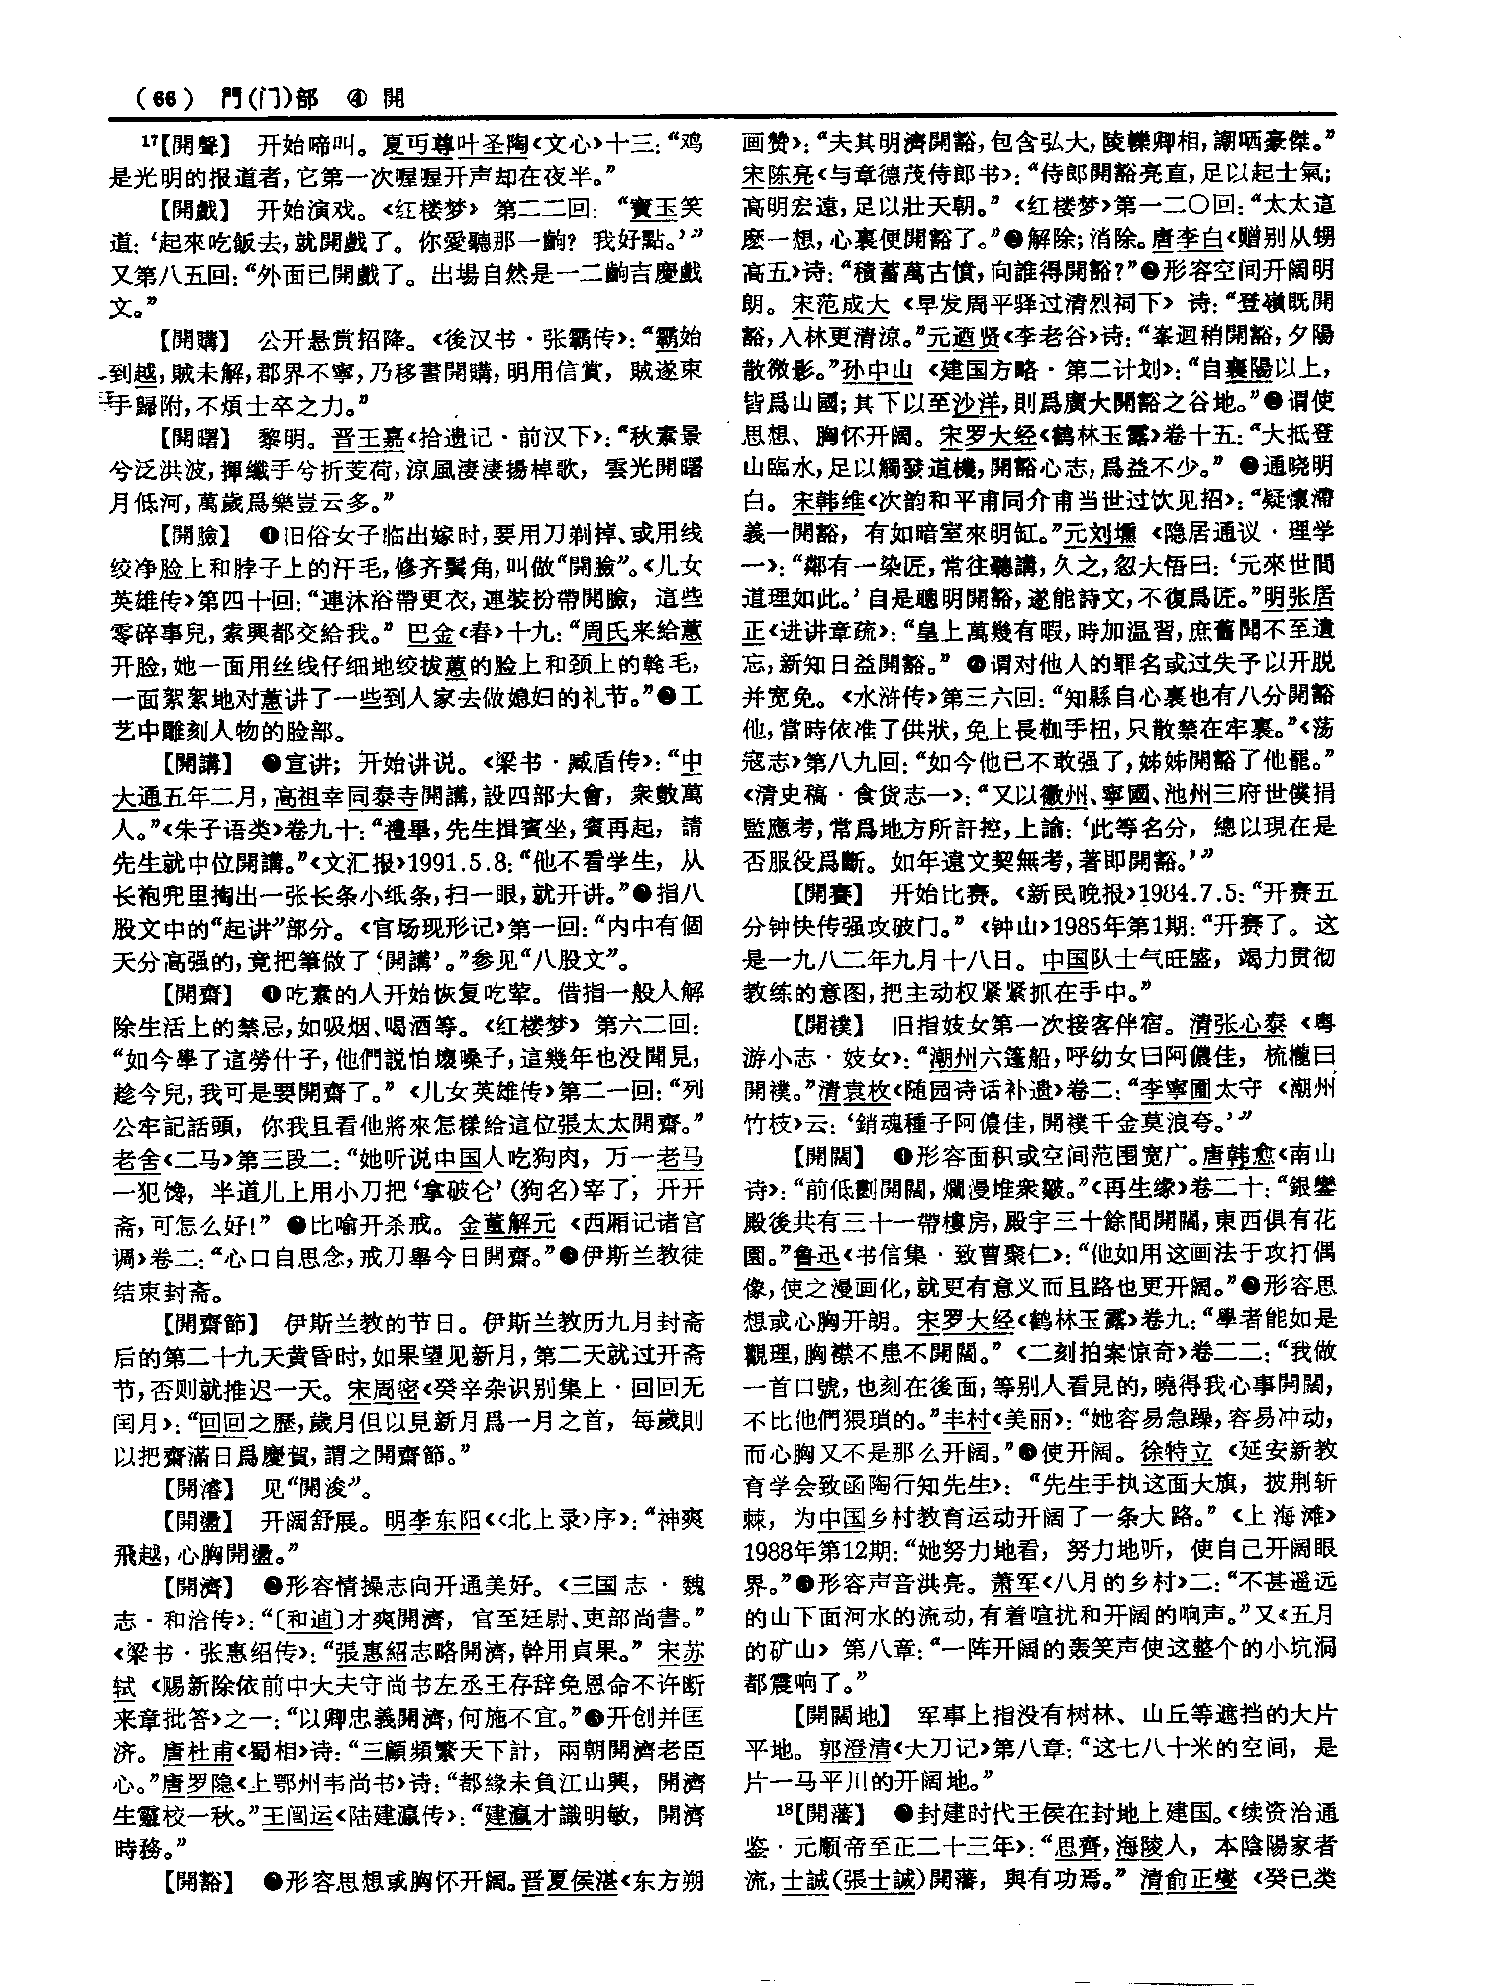 (66) 門(门)部 ④ 開
17【開聲】 开始啼叫。夏丏尊叶圣陶《文心》十三：“鸡
是光明的报道者，它第一次喔喔开声却在夜半。”
【開戲】 开始演戏。《红楼梦》第二二回：“寶玉笑
道：‘起來吃飯去，就開戲了。你愛聽那一齣？我好點。’”
又第八五回：“外面已開戲了。出場自然是一二齣吉慶戲
文。”
【開購】 公开悬赏招降。《後汉书·张霸传》：“霸始
到越，賊未解，郡界不寧，乃移書開購，明用信賞，賊遂束
手歸附，不煩士卒之力。”
【開曙】 黎明。晋王嘉《拾遗记·前汉下》：“秋素景
兮泛洪波，揮纖手兮折芰荷，涼風淒淒揚棹歌，雲光開曙
月低河，萬歲爲樂豈云多。”
【開臉】 ❶旧俗女子临出嫁时，要用刀剃掉、或用线
绞净脸上和脖子上的汗毛，修齐鬓角，叫做“開臉”。《儿女
英雄传》第四十回：“連沐浴帶更衣，連裝扮帶開臉，這些
零碎事兒，索興都交給我。”巴金《春》十九：“周氏来给蕙
开脸，她一面用丝线仔细地绞拔蕙的脸上和颈上的毵毛，
一面絮絮地对蕙讲了一些到人家去做媳妇的礼节。”❷工
艺中雕刻人物的脸部。
【開講】 ❶宣讲；开始讲说。《梁书·臧盾传》：“中
大通五年二月，高祖幸同泰寺開講，設四部大會，衆數萬
人。”《朱子语类》卷九十：“禮畢，先生揖賓坐，賓再起，請
先生就中位開講。”《文汇报》1991.5.8：“他不看学生，从
长袍兜里掏出一张长条小纸条，扫一眼，就开讲。”❷指八
股文中的“起讲”部分。《官场现形记》第一回：“内中有個
天分高强的，竟把筆做了‘開講’。”参见“八股文”。
【開齋】 ❶吃素的人开始恢复吃荤。借指一般人解
除生活上的禁忌，如吸烟、喝酒等。《红楼梦》第六二回：
“如今學了這勞什子，他們説怕壞嗓子，這幾年也没聞見，
趁今兒，我可是要開齋了。”《儿女英雄传》第二一回：“列
公牢記話頭，你我且看他將來怎樣給這位張太太開齋。”
老舍《二马》第三段二：“她听说中国人吃狗肉，万一老马
一犯馋，半道儿上用小刀把‘拿破仑’（狗名）宰了，开开
斋，可怎么好！”❷比喻开杀戒。金董解元《西厢记诸宫
调》卷二：“心口自思念，戒刀舉今日開齋。”❸伊斯兰教徒
结束封斋。
【開齋節】 伊斯兰教的节日。伊斯兰教历九月封斋
后的第二十九天黄昏时，如果望见新月，第二天就过开斋
节，否则就推迟一天。宋周密《癸辛杂识别集上·回回无
闰月》：“回回之歷，歲月但以見新月爲一月之首，每歲則
以把齋滿日爲慶賀，謂之開齋節。”
【開濬】 见“開浚”。
【開盪】 开阔舒展。明李东阳《〈北上录〉序》：“神爽
飛越，心胸開盪。”
【開濟】 ❶形容情操志向开通美好。《三国志·魏
志·和洽传》：“〔和逌〕才爽開濟，官至廷尉、吏部尚書。”
《梁书·张惠绍传》：“張惠紹志略開濟，幹用貞果。”宋苏
轼《赐新除依前中大夫守尚书左丞王存辞免恩命不许断
来章批答》之一：“以卿忠義開濟，何施不宜。”❷开创并匡
济。唐杜甫《蜀相》诗：“三顧頻繁天下計，兩朝開濟老臣
心。”唐罗隐《上鄂州韦尚书》诗：“都緣未負江山興，開濟
生靈校一秋。”王闿运《陆建瀛传》：“建瀛才識明敏，開濟
時務。”
【開豁】 ❶形容思想或胸怀开阔。晋夏侯湛《东方朔
画赞》：“夫其明濟開豁，包含弘大，陵轢卿相，謿哂豪傑。”
宋陈亮《与章德茂侍郎书》：“侍郎開豁亮直，足以起士氣；
高明宏遠，足以壯天朝。”《红楼梦》第一二〇回：“太太這
麽一想，心裏便開豁了。”❷解除；消除。唐李白《赠别从甥
高五》诗：“積蓄萬古憤，向誰得開豁？”❸形容空间开阔明
朗。宋范成大《早发周平驿过清烈祠下》诗：“登嶺既開
豁，入林更清涼。”元迺贤《李老谷》诗：“峯迴稍開豁，夕陽
散微影。”孙中山《建国方略·第二计划》：“自襄陽以上，
皆爲山國；其下以至沙洋，則爲廣大開豁之谷地。”❹谓使
思想、胸怀开阔。宋罗大经《鹤林玉露》卷十五：“大抵登
山臨水，足以觸發道機，開豁心志，爲益不少。”❺通晓明
白。宋韩维《次韵和平甫同介甫当世过饮见招》：“疑懷滯
義一開豁，有如暗室來明缸。”元刘壎《隐居通议·理学
一》：“鄰有一染匠，常往聽講，久之，忽大悟曰：‘元來世間
道理如此。’自是聰明開豁，遂能詩文，不復爲匠。”明张居
正《进讲章疏》：“皇上萬幾有暇，時加温習，庶舊聞不至遺
忘，新知日益開豁。”❻谓对他人的罪名或过失予以开脱
并宽免。《水浒传》第三六回：“知縣自心裏也有八分開豁
他，當時依准了供狀，免上長枷手杻，只散禁在牢裏。”《荡
寇志》第八九回：“如今他已不敢强了，姊姊開豁了他罷。”
《清史稿·食货志一》：“又以徽州、寧國、池州三府世僕捐
監應考，常爲地方所訐控，上諭：‘此等名分，總以現在是
否服役爲斷。如年遠文契無考，著即開豁。’”
【開賽】 开始比赛。《新民晚报》1984.7.5：“开赛五
分钟快传强攻破门。”《钟山》1985年第1期：“开赛了。这
是一九八二年九月十八日。中国队士气旺盛，竭力贯彻
教练的意图，把主动权紧紧抓在手中。”
【開襆】 旧指妓女第一次接客伴宿。清张心泰《粤
游小志·妓女》：“潮州六篷船，呼幼女曰阿儂佳，梳櫳曰
開襆。”清袁枚《随园诗话补遗》卷二：“李寧圃太守《潮州
竹枝》云：‘銷魂種子阿儂佳，開襆千金莫浪夸。’”
【開闊】 ❶形容面积或空间范围宽广。唐韩愈《南山
诗》：“前低劃開闊，爛漫堆衆皺。”《再生缘》卷二十：“銀鑾
殿後共有三十一帶樓房，殿宇三十餘間開闊，東西俱有花
園。”鲁迅《书信集·致曹聚仁》：“他如用这画法于攻打偶
像，使之漫画化，就更有意义而且路也更开阔。”❷形容思
想或心胸开朗。宋罗大经《鹤林玉露》卷九：“學者能如是
觀理，胸襟不患不開闊。”《二刻拍案惊奇》卷二二：“我做
一首口號，也刻在後面，等别人看見的，曉得我心事開闊，
不比他們猥瑣的。”丰村《美丽》：“她容易急躁，容易冲动，
而心胸又不是那么开阔。”❸使开阔。徐特立《延安新教
育学会致函陶行知先生》：“先生手执这面大旗，披荆斩
棘，为中国乡村教育运动开阔了一条大路。”《上海滩》
1988年第12期：“她努力地看，努力地听，使自己开阔眼
界。”❹形容声音洪亮。萧军《八月的乡村》二：“不甚遥远
的山下面河水的流动，有着喧扰和开阔的响声。”又《五月
的矿山》第八章：“一阵开阔的轰笑声使这整个的小坑洞
都震响了。”
【開闊地】 军事上指没有树林、山丘等遮挡的大片
平地。郭澄清《大刀记》第八章：“这七八十米的空间，是
片一马平川的开阔地。”
18【開藩】 ❶封建时代王侯在封地上建国。《续资治通
鉴·元顺帝至正二十三年》：“思齊，海陵人，本陰陽家者
流，士誠（張士誠）開藩，與有功焉。”清俞正燮《癸巳类